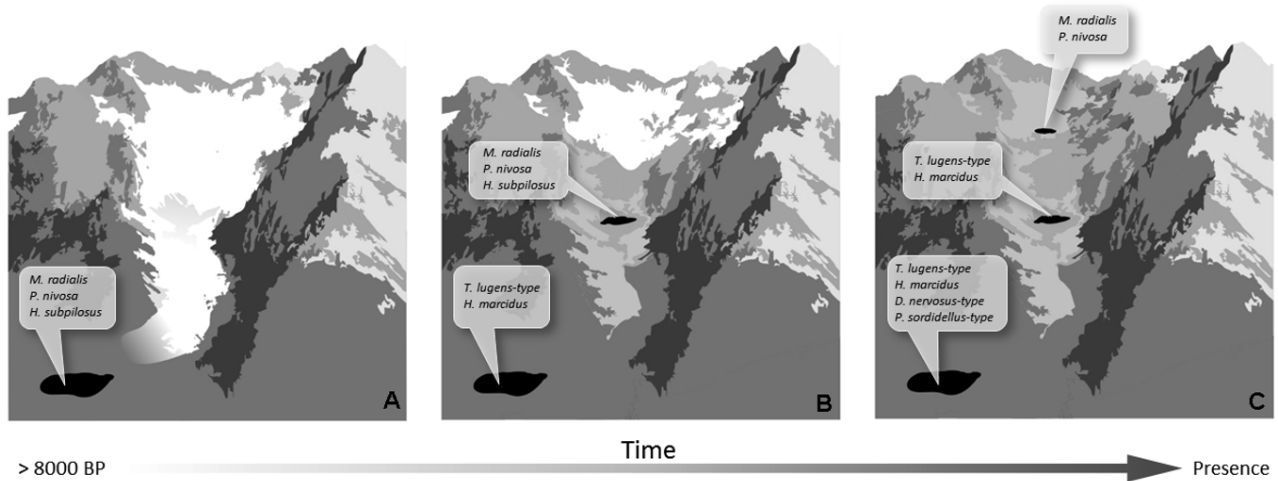 M. radialis
P. nivosa
H. subpilosus
A
M. radialis
P. nivosa
H. subpilosus
T. lugens-type
H. marcidus
B
M. radialis
P. nivosa
T. lugens-type
H. marcidus
T. lugens-type
H. marcidus
D. nervosus-type
P. sordidellus-type
C
Time
> 8000 BP
Presence